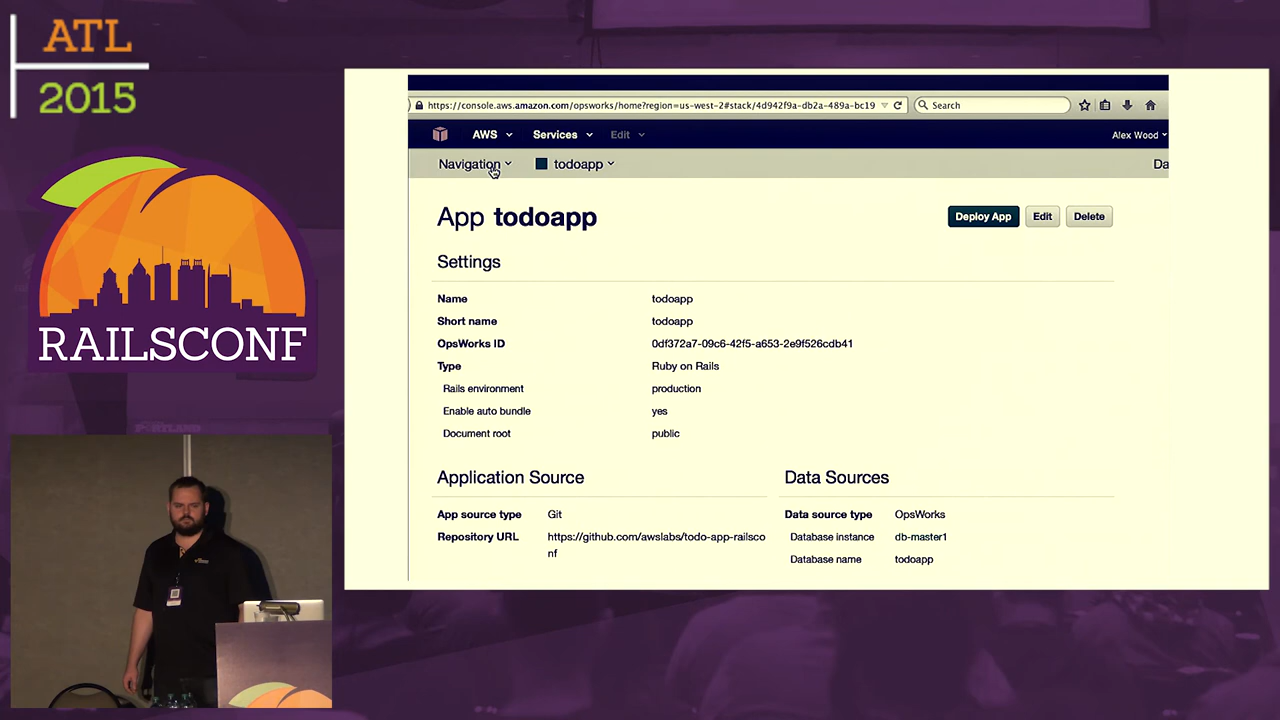 ATL
2015
RAILSCONF
https://console.aws.amazon.com/opsworks/home?region=us-west-2#stack/4d942f9a-db2a-489a-bc19
Search
AWS
Services
Edit
Alex Wood
Navigation
todoapp
Da
App todoapp
Deploy App
Edit
Delete
Settings
Name
todoapp
Short name
todoapp
OpsWorks ID
0df372a7-09c6-42f5-a653-2e9f526cdb41
Type
Ruby on Rails
Rails environment
production
Enable auto bundle
yes
Document root
public
Application Source
Data Sources
App source type
Git
Data source type
OpsWorks
Repository URL
https://github.com/awslabs/todo-app-railsco
nf
Database instance
db-master1
Database name
todoapp